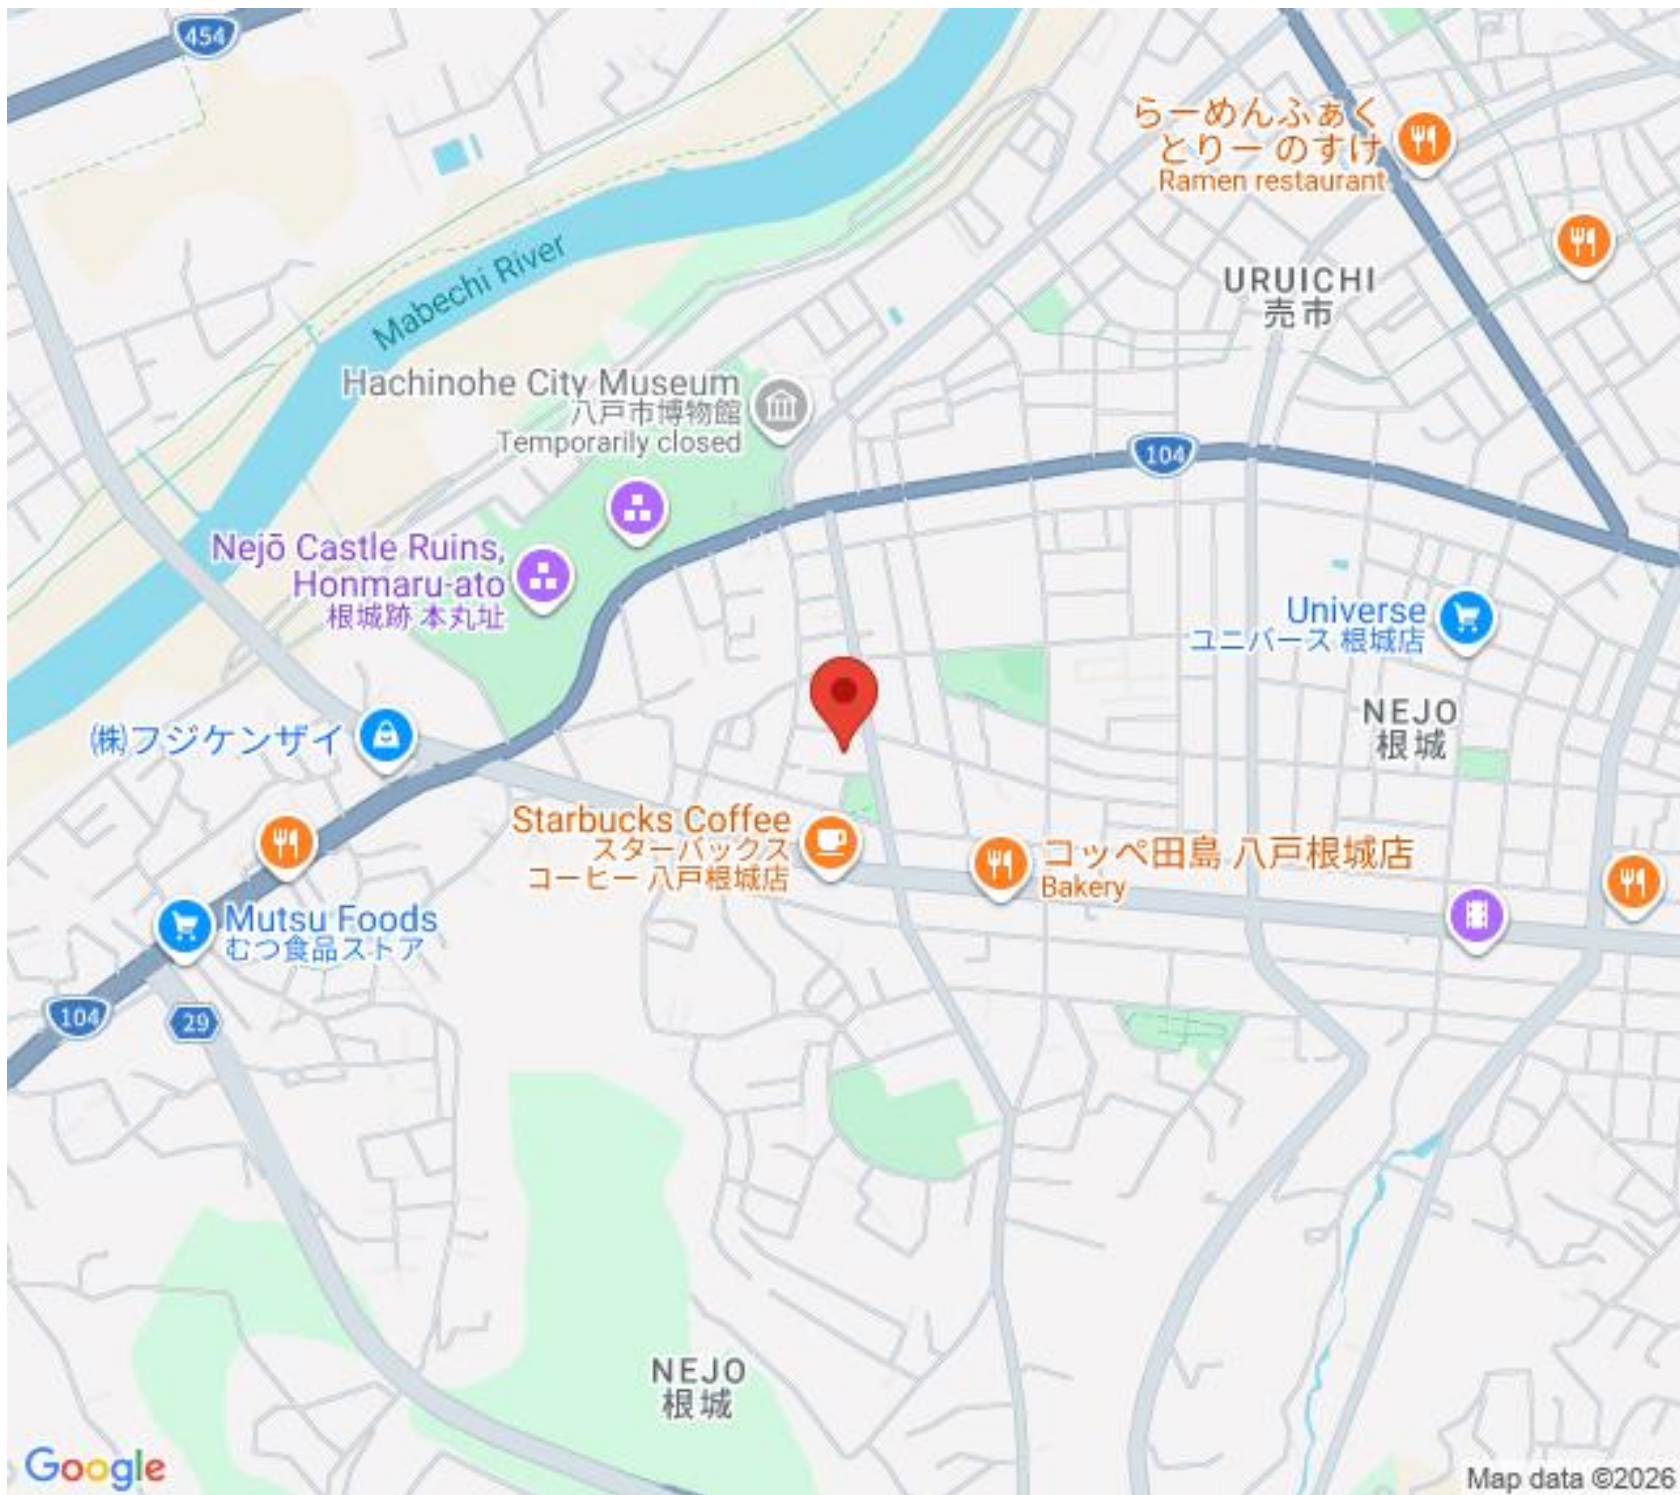 454
らーめんふぁく
とりー のすけ
Ramen restaurant
Mabechi River
URUICHI
売市
Hachinohe City Museum
八戸市博物館
Temporarily closed
104
Nejō Castle Ruins,
Honmaru-ato
根城跡 本丸址
Universe
ユニバース 根城店
NEJO
根城
㈱フジケンザイ
Starbucks Coffee
スターバックス
コーヒー 八戸根城店
コッペ田島 八戸根城店
Bakery
Mutsu Foods
むつ食品ストア
104
29
NEJO
根城
Google
Map data ©2026